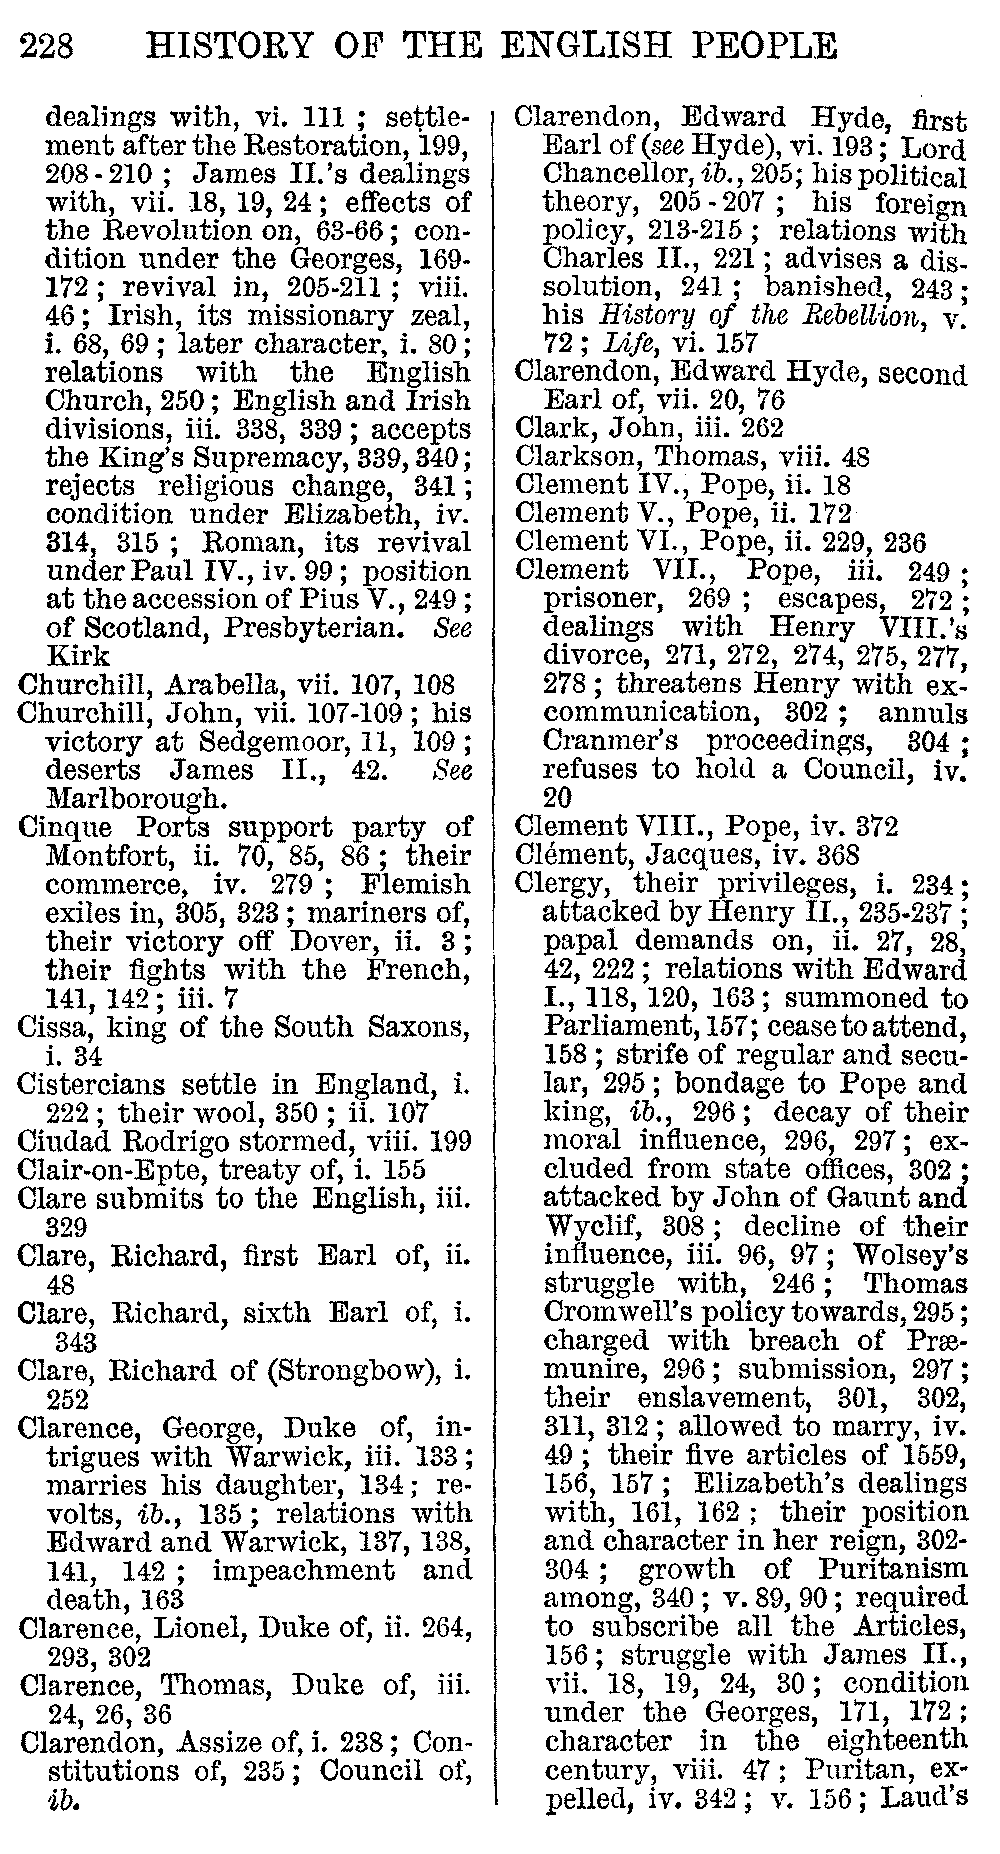 228 HISTORY OF THE ENGLISH PEOPLE
dealings with, vi. 111 ; settle-
ment after the Restoration, 199,
208-210 ; James II.'s dealings
with, vii. 18, 19, 24 ; effects of
the Revolution on, 63-66 ; con-
dition under the Georges, 169-
172 ; revival in, 205-211 ; viii.
46 ; Irish, its missionary zeal,
i. 68, 69 ; later character, i. 80 ;
relations with the English
Church, 250 ; English and Irish
divisions, iii. 338, 339 ; accepts
the King's Supremacy, 339, 340 ;
rejects religious change, 341 ;
condition under Elizabeth, iv.
314, 315 ; Roman, its revival
under Paul IV., iv. 99 ; position
at the accession of Pius V., 249 ;
of Scotland, Presbyterian. See
Kirk
Churchill, Arabella, vii. 107, 108
Churchill, John, vii. 107-109 ; his
victory at Sedgemoor, 11, 109 ;
deserts James II., 42. See
Marlborough.
Cinque Ports support party of
Montfort, ii. 70, 85, 86 ; their
commerce, iv. 279 ; Flemish
exiles in, 305, 323 ; mariners of,
their victory off Dover, ii. 3 ;
their fights with the French,
141, 142 ; iii. 7
Cissa, king of the South Saxons,
i. 34
Cistercians settle in England, i.
222 ; their wool, 350 ; ii. 107
Ciudad Rodrigo stormed, viii. 199
Clair-on-Epte, treaty of, i. 155
Clare submits to the English, iii.
329
Clare, Richard, first Earl of, ii.
48
Clare, Richard, sixth Earl of, i.
343
Clare, Richard of (Strongbow), i.
252
Clarence, George, Duke of, in-
trigues with Warwick, iii. 133 ;
marries his daughter, 134 ; re-
volts, ib., 135 ; relations with
Edward and Warwick, 137, 138,
141, 142 ; impeachment and
death, 163
Clarence, Lionel, Duke of, ii. 264,
293, 302
Clarence, Thomas, Duke of, iii.
24, 26, 36
Clarendon, Assize of, i. 238 ; Con-
stitutions of, 235 ; Council of,
ib.
Clarendon, Edward Hyde, first
Earl of (see Hyde), vi. 193 ; Lord
Chancellor, ib., 205; his political
theory, 205-207 ; his foreign
policy, 213-215 ; relations with
Charles II., 221 ; advises a dis-
solution, 241 ; banished, 243 ;
his History of the Rebellion, v.
72 ; Life, vi. 157
Clarendon, Edward Hyde, second
Earl of, vii. 20, 76
Clark, John, iii. 262
Clarkson, Thomas, viii. 48
Clement IV., Pope, ii. 18
Clement V., Pope, ii. 172
Clement VI., Pope, ii. 229, 236
Clement VII., Pope, iii. 249 ;
prisoner, 269 ; escapes, 272 ;
dealings with Henry VIII.'s
divorce, 271, 272, 274, 275, 277,
278 ; threatens Henry with ex-
communication, 302 ; annuls
Cranmer's proceedings, 304 ;
refuses to hold a Council, iv.
20
Clement VIII., Pope, iv. 372
Clément, Jacques, iv. 368
Clergy, their privileges, i. 234 ;
attacked by Henry II., 235-237 ;
papal demands on, ii. 27, 28,
42, 222 ; relations with Edward
I., 118, 120, 163 ; summoned to
Parliament, 157; cease to attend,
158 ; strife of regular and secu-
lar, 295 ; bondage to Pope and
king, ib., 296 ; decay of their
moral influence, 296, 297 ; ex-
cluded from state offices, 302 ;
attacked by John of Gaunt and
Wyclif, 308 ; decline of their
influence, iii. 96, 97 ; Wolsey's
struggle with, 246 ; Thomas
Cromwell's policy towards, 295 ;
charged with breach of Præ-
munire, 296 ; submission, 297 ;
their enslavement, 301, 302,
311, 312 ; allowed to marry, iv.
49 ; their five articles of 1559,
156, 157 ; Elizabeth's dealings
with, 161, 162 ; their position
and character in her reign, 302-
304 ; growth of Puritanism
among, 340 ; v. 89, 90 ; required
to subscribe all the Articles,
156 ; struggle with James II.,
vii. 18, 19, 24, 30 ; condition
under the Georges, 171, 172 ;
character in the eighteenth
century, viii. 47 ; Puritan, ex-
pelled, iv. 342 ; v. 156 ; Laud's